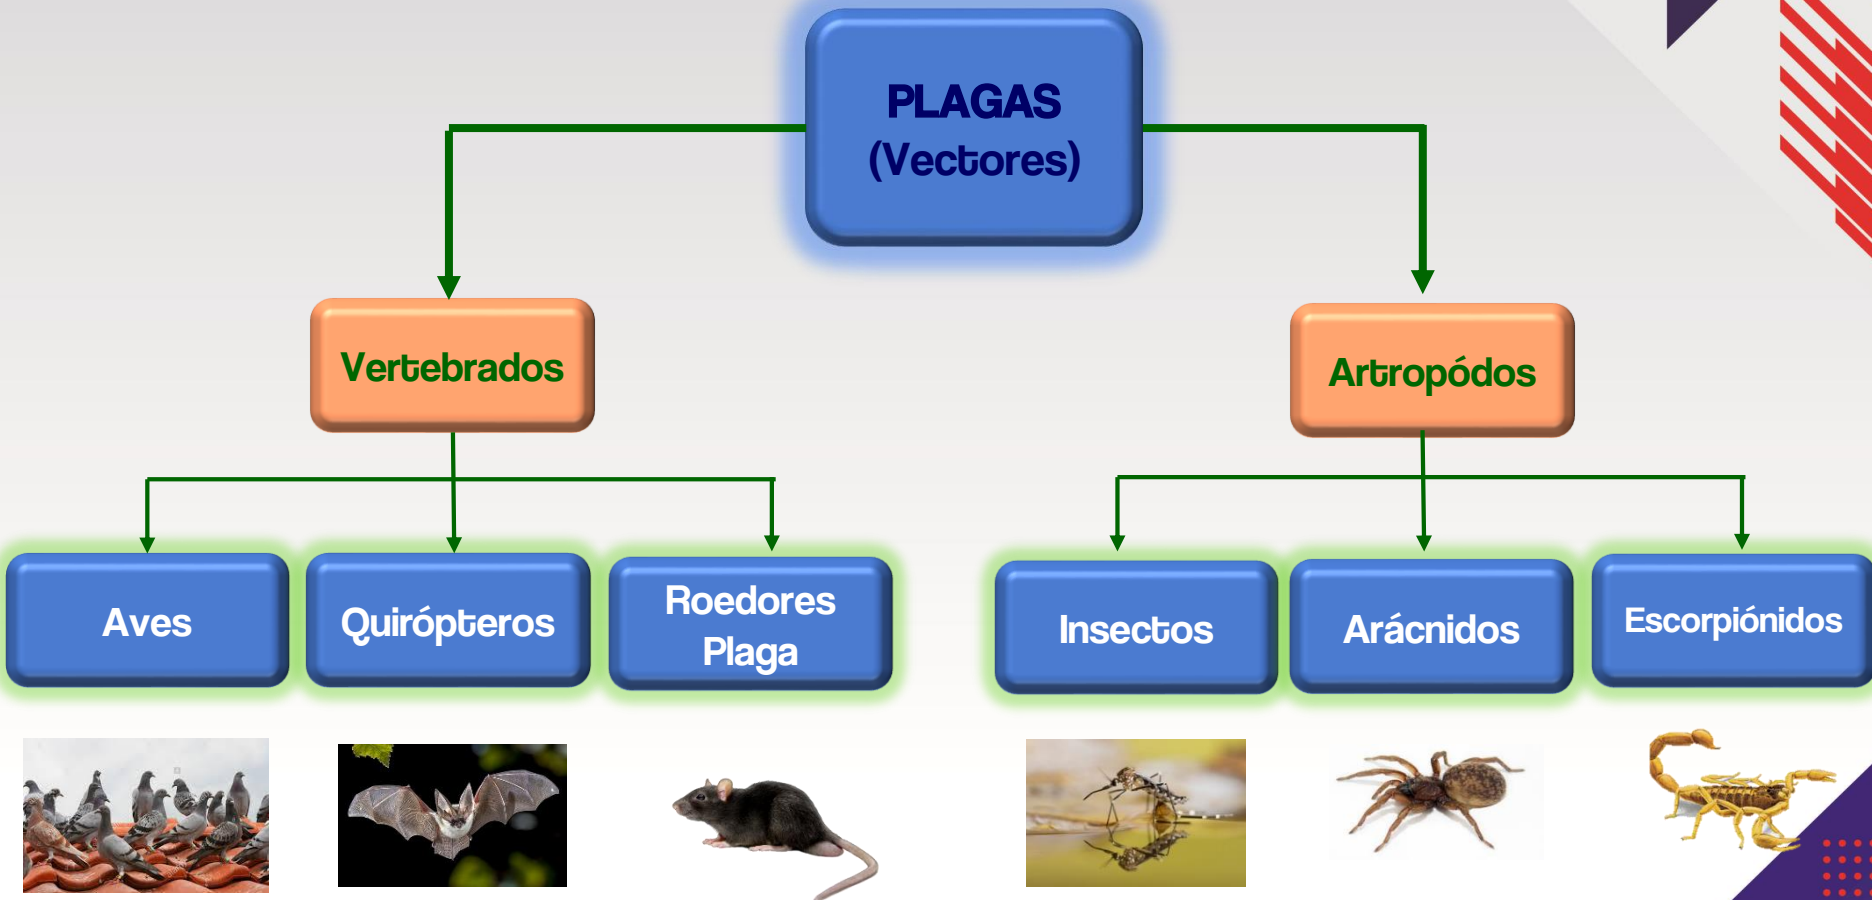 PLAGAS
(Vectores)
Vertebrados
Artropódos
Aves
Quirópteros
Roedores
Plaga
Insectos
Arácnidos
Escorpiónidos